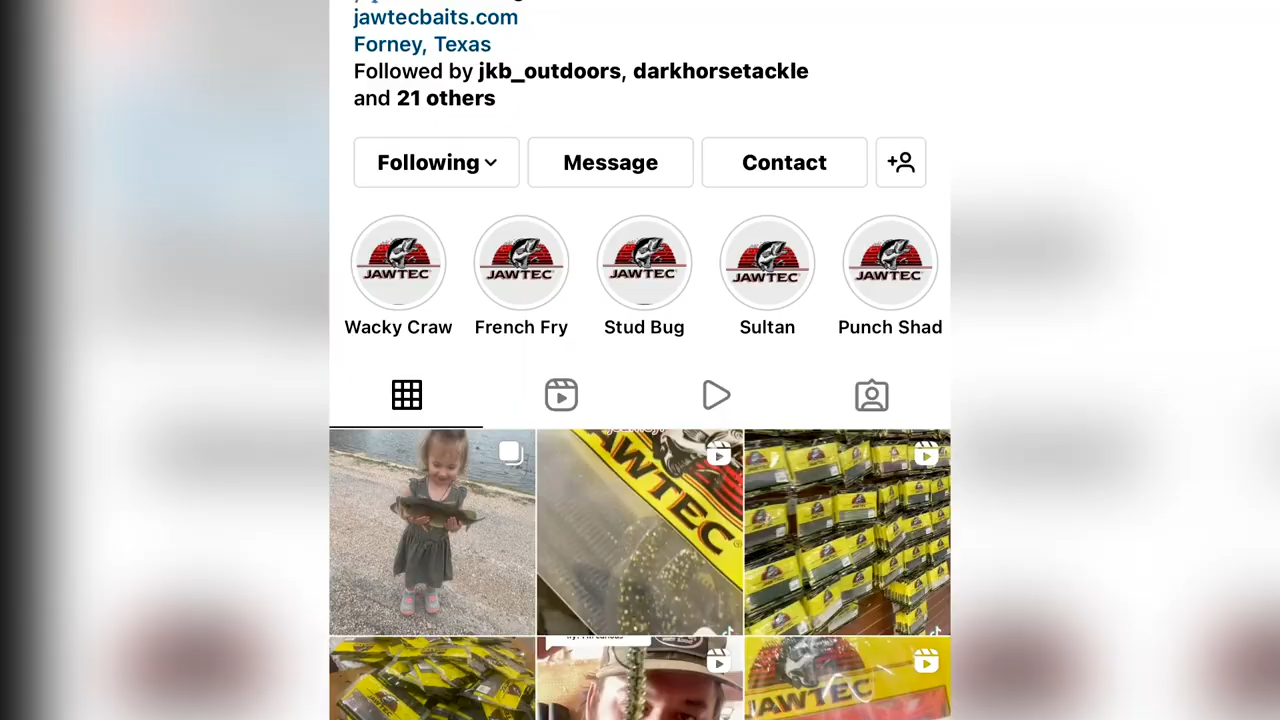 jawtecbaits.com
Forney, Texas
Followed by jkb_outdoors, darkhorsetackle
and 21 others
Following
Message
Contact
JAWTEC
JAWTEC
JAWTEC
JAWTEC
JAWTEC
Wacky Craw
French Fry
Stud Bug
Sultan
Punch Shad
JAWTEC
JAWTEC